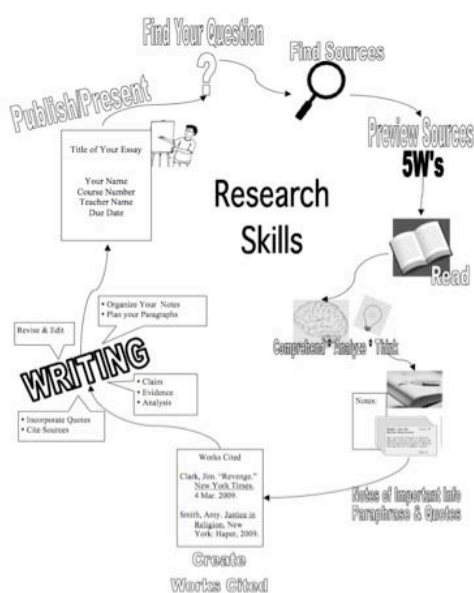 Find Your Question
Find Sources
Preview Sources
5W's
Read
Comprehend * Analyze * Think
Notes:
Notes of Important Info
Paraphrase & Quotes
Works Cited
Clark, Jim. "Revenge."
New York Times.
4 Mar. 2009.
Smith, Amy. Justice in
Religion. New
York: Haper, 2009.
Create
Works Cited
WRITING
• Incorporate Quotes
• Cite Sources
• Claim
• Evidence
• Analysis
Revise & Edit
• Organize Your Notes
• Plan your Paragraphs
Publish/Present
Title of Your Essay
Your Name
Course Number
Teacher Name
Due Date
Research
Skills